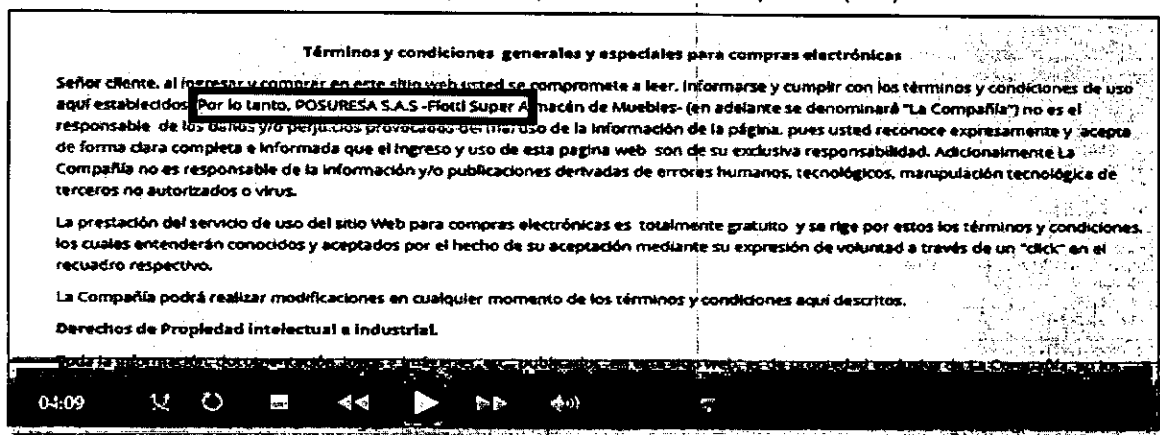 Términos y condiciones generales y especiales para compras electrónicas
Señor cliente, al ingresar y comprar en este sitio web usted se compromete a leer, informarse y cumplir con los términos y condiciones de uso
aquí establecidos. Por lo tanto, POSURESA S.A.S -Fiotti Super Almacén de Muebles- (en adelante se denominará "La Compañía") no es el
responsable de los daños y/o perjuicios provocados del mal uso de la información de la página, pues usted reconoce expresamente y acepta
de forma clara completa e informada que el ingreso y uso de esta pagina web son de su exclusiva responsabilidad. Adicionalmente La
Compañía no es responsable de la información y/o publicaciones derivadas de errores humanos, tecnológicos, manipulación tecnológica de
terceros no autorizados o virus.
La prestación del servicio de uso del sitio Web para compras electrónicas es totalmente gratuito y se rige por estos los términos y condiciones,
los cuales entenderán conocidos y aceptados por el hecho de su aceptación mediante su expresión de voluntad a través de un "click" en el
recuadro respectivo.
La Compañía podrá realizar modificaciones en cualquier momento de los términos y condiciones aquí descritos.
Derechos de Propiedad intelectual e industrial.
04:09